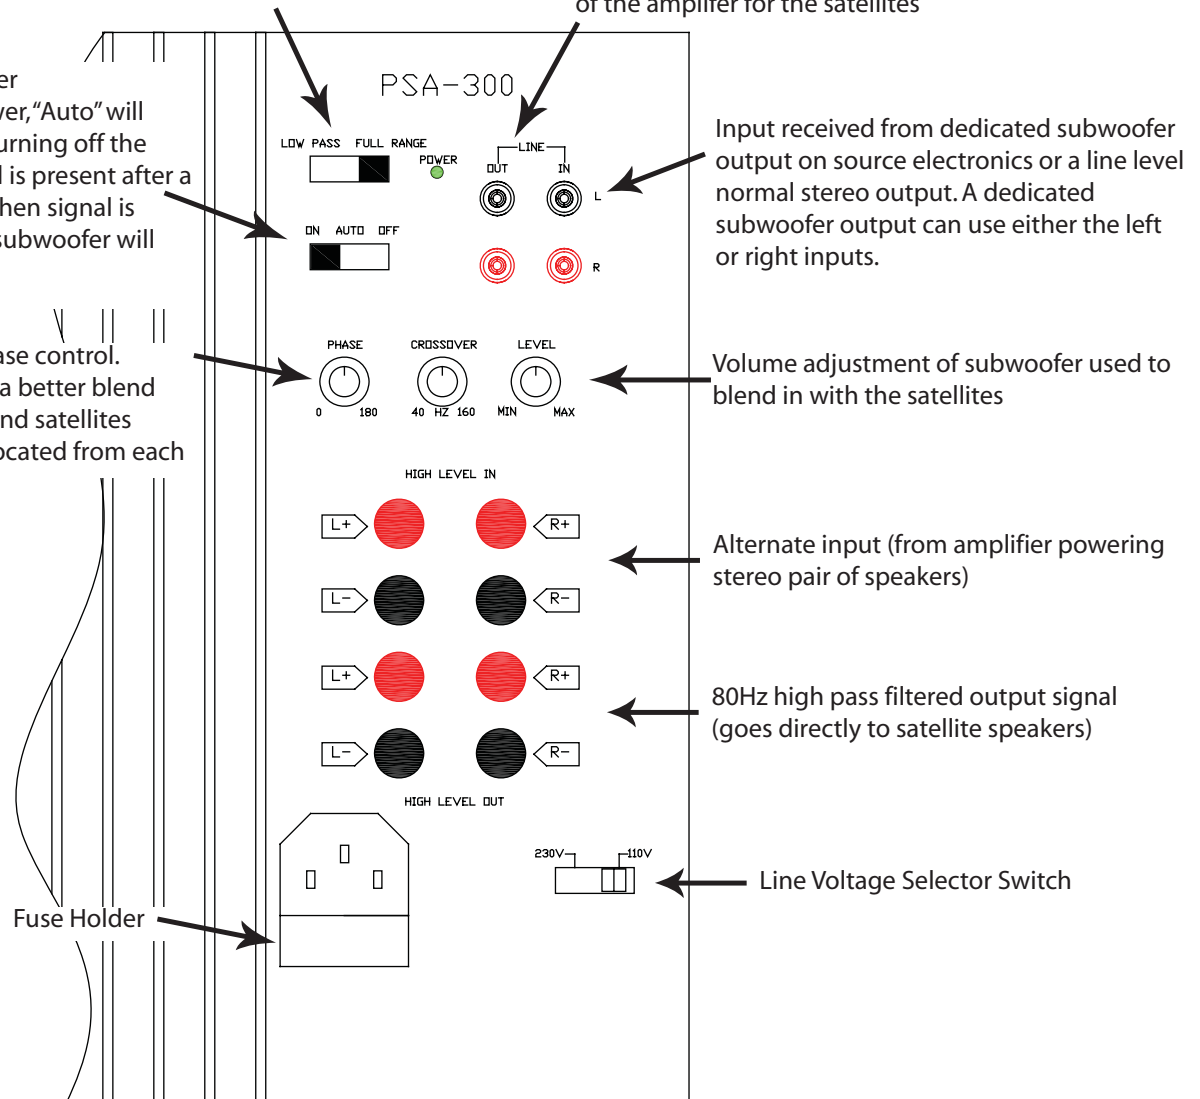 of the amplifer for the satellites
PSA-300
er
ver, "Auto" will
urning off the
l is present after a
hen signal is
subwoofer will
LOW PASS FULL RANGE
POWER
LINE
OUT IN
L
R
ON AUTO OFF
Input received from dedicated subwoofer
output on source electronics or a line level
normal stereo output. A dedicated
subwoofer output can use either the left
or right inputs.
ase control.
a better blend
nd satellites
ocated from each
PHASE CROSSOVER LEVEL
0 180 40 HZ 160 MIN MAX
Volume adjustment of subwoofer used to
blend in with the satellites
HIGH LEVEL IN
L+ R+
L- R-
Alternate input (from amplifier powering
stereo pair of speakers)
L+ R+
L- R-
80Hz high pass filtered output signal
(goes directly to satellite speakers)
HIGH LEVEL OUT
230V 110V
Line Voltage Selector Switch
Fuse Holder